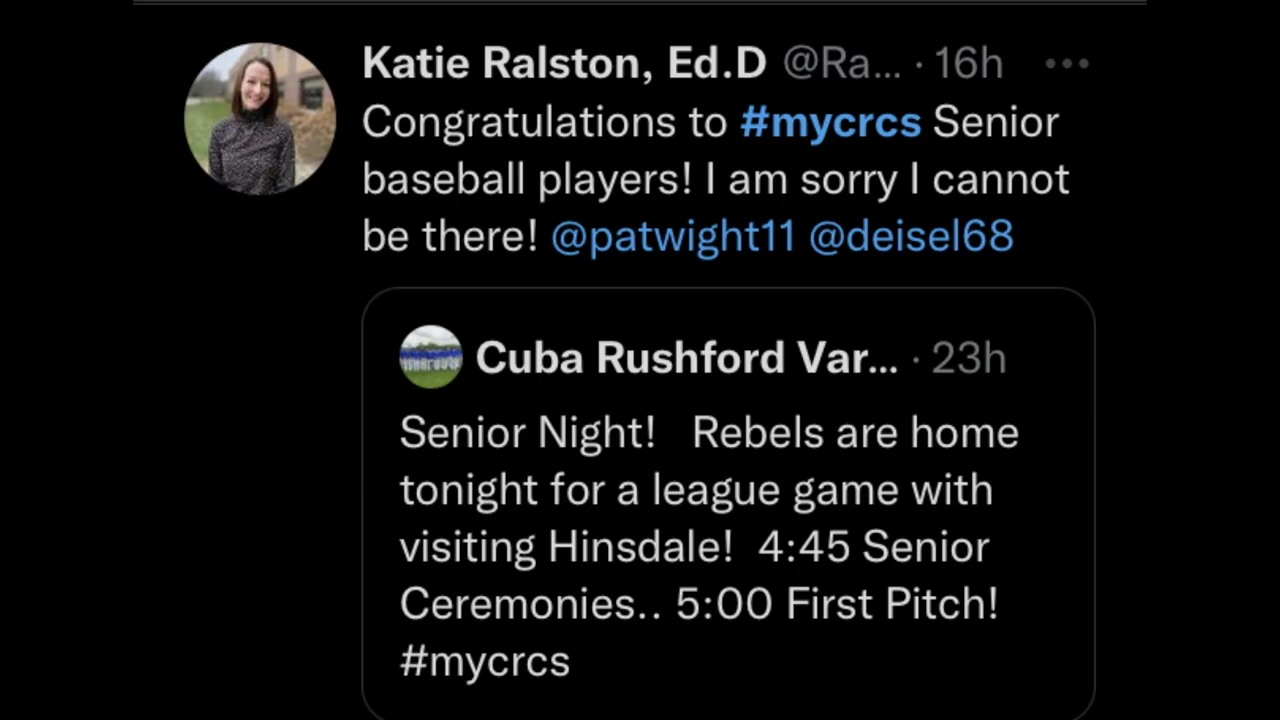 Katie Ralston, Ed.D @Ra... · 16h
Congratulations to #mycrcs Senior
baseball players! I am sorry I cannot
be there! @patwight11 @deisel68
Cuba Rushford Var... · 23h
Senior Night!   Rebels are home
tonight for a league game with
visiting Hinsdale!  4:45 Senior
Ceremonies.. 5:00 First Pitch!
#mycrcs